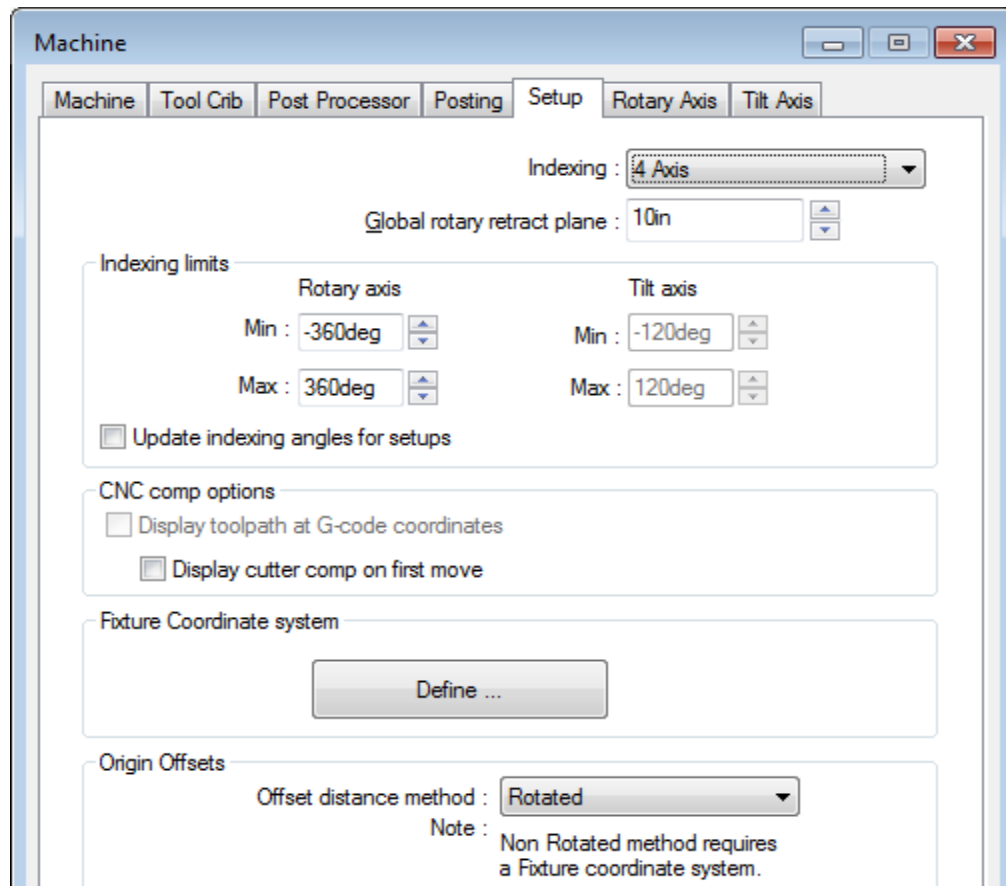 Machine
Machine Tool Crib Post Processor Posting Setup Rotary Axis Tilt Axis
Indexing : 4 Axis
Global rotary retract plane : 10in
Indexing limits
Rotary axis Tilt axis
Min : -360deg Min : -120deg
Max : 360deg Max : 120deg
Update indexing angles for setups
CNC comp options
Display toolpath at G-code coordinates
Display cutter comp on first move
Fixture Coordinate system
Define ...
Origin Offsets
Offset distance method : Rotated
Note :
Non Rotated method requires
a Fixture coordinate system.